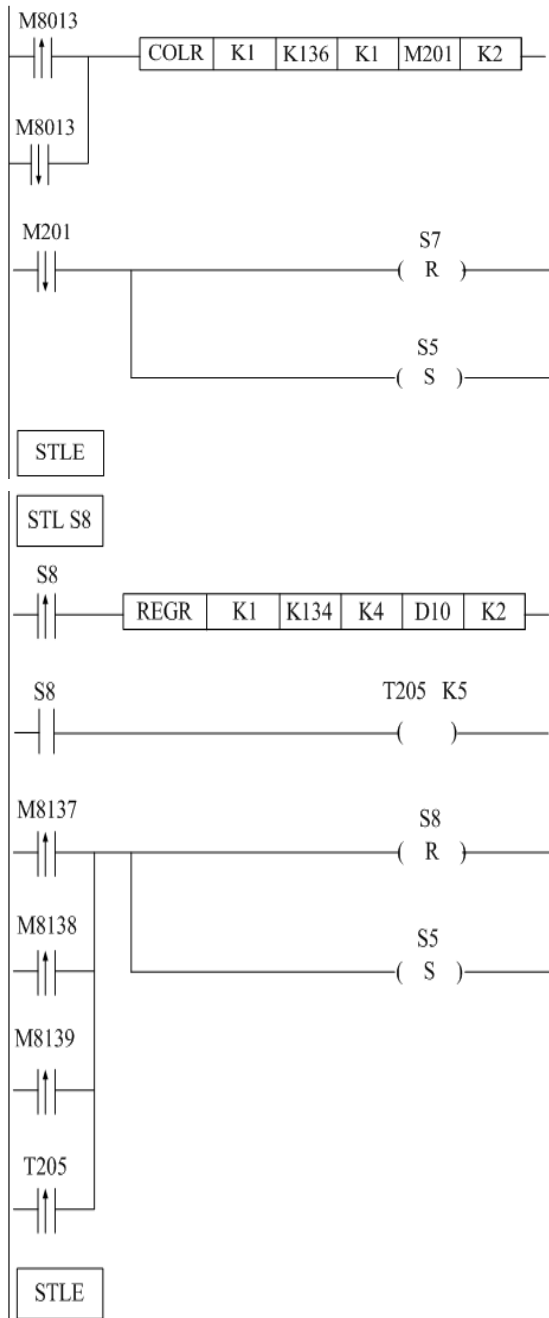 M8013
COLR K1 K136 K1 M201 K2
M8013
M201
S7
( R )
S5
( S )
STLE
STL S8
S8
REGR K1 K134 K4 D10 K2
S8
T205 K5
( )
M8137
S8
( R )
M8138
S5
( S )
M8139
T205
STLE